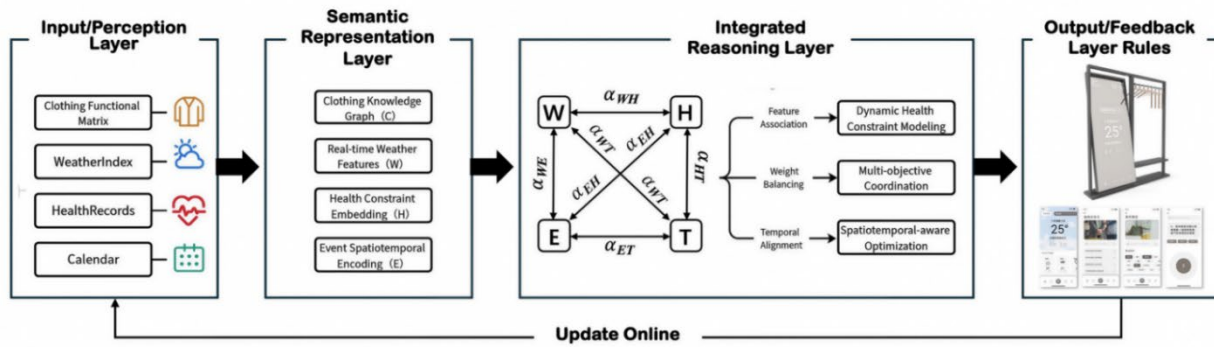 Input/Perception
Layer
Clothing Functional
Matrix
WeatherIndex
HealthRecords
Calendar
Semantic
Representation
Layer
Clothing Knowledge
Graph（C）
Real-time Weather
Features（W）
Health Constraint
Embedding（H）
Event Spatiotemporal
Encoding（E）
Integrated
Reasoning Layer
W
α_WH
H
α_WT
α_EH
α_WE
α_HT
α_EH
α_WT
E
α_ET
T
Feature
Association
Weight
Balancing
Temporal
Alignment
Dynamic Health
Constraint Modeling
Multi-objective
Coordination
Spatiotemporal-aware
Optimization
Output/Feedback
Layer Rules
25°
25°
Update Online